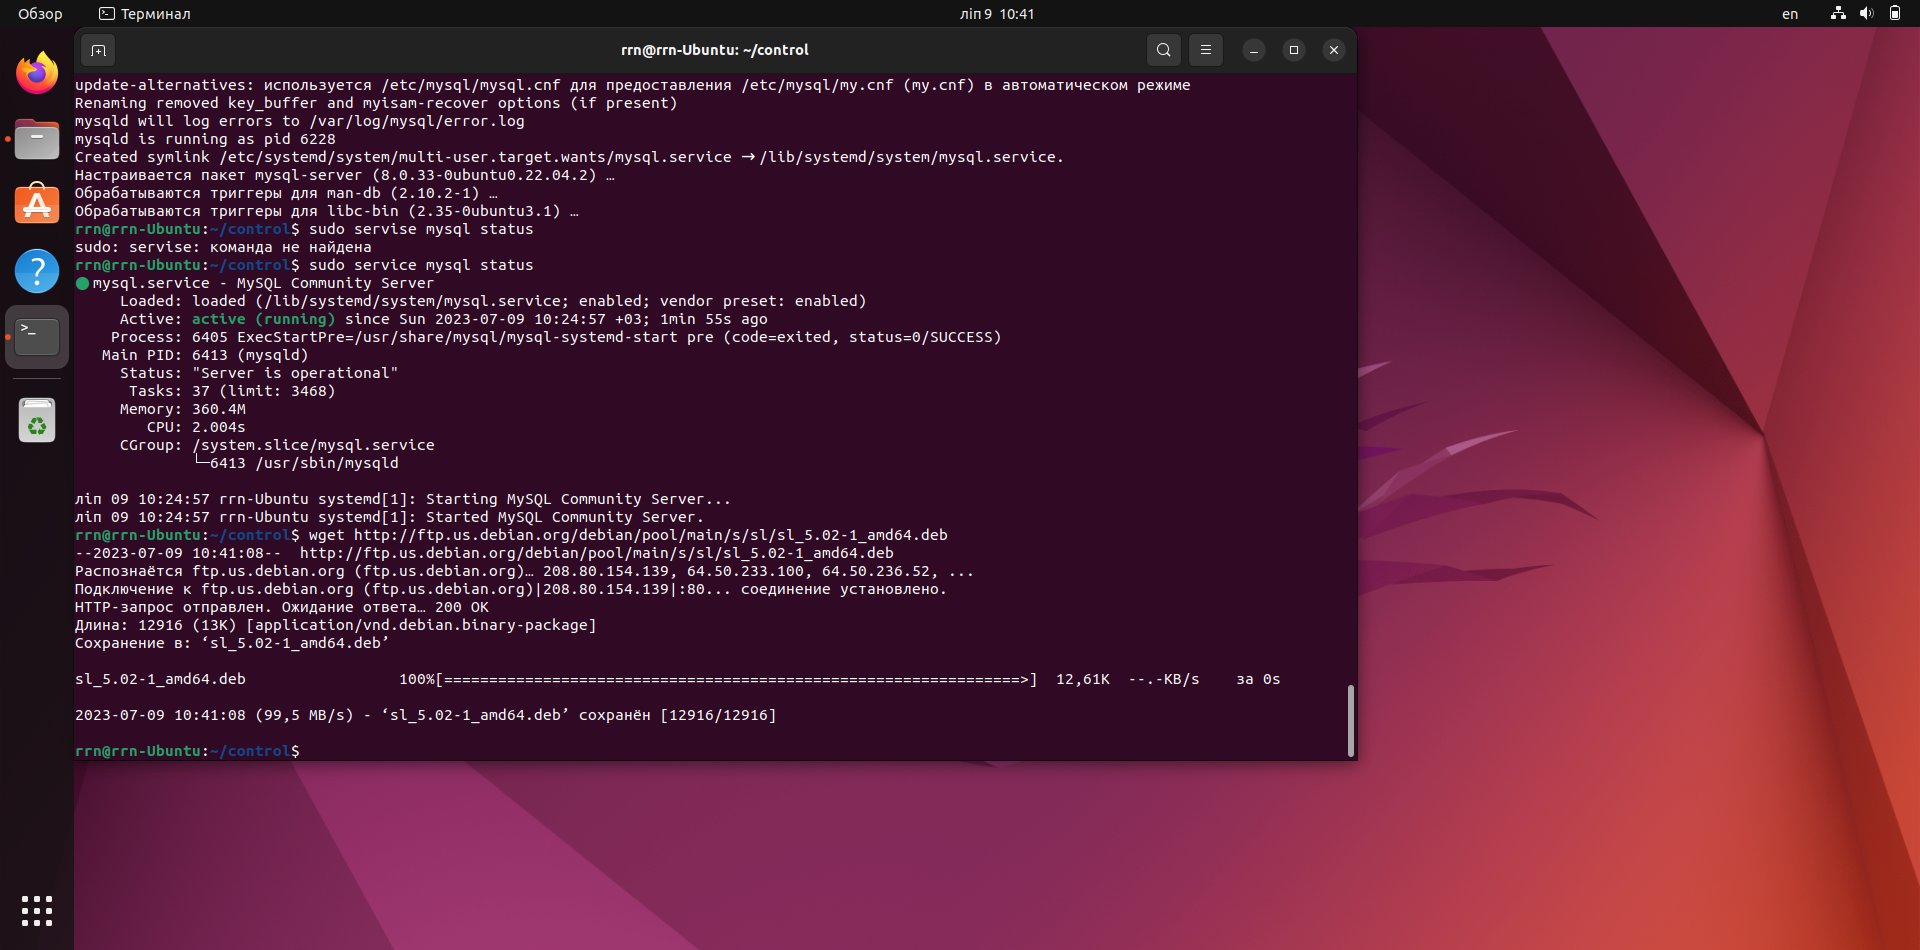 Обзор
Терминал
ліп 9 10:41
en
rrn@rrn-Ubuntu: ~/control
update-alternatives: используется /etc/mysql/mysql.cnf для предоставления /etc/mysql/my.cnf (my.cnf) в автоматическом режиме
Renaming removed key_buffer and myisam-recover options (if present)
mysqld will log errors to /var/log/mysql/error.log
mysqld is running as pid 6228
Created symlink /etc/systemd/system/multi-user.target.wants/mysql.service → /lib/systemd/system/mysql.service.
Настраивается пакет mysql-server (8.0.33-0ubuntu0.22.04.2) …
Обрабатываются триггеры для man-db (2.10.2-1) …
Обрабатываются триггеры для libc-bin (2.35-0ubuntu3.1) …
rrn@rrn-Ubuntu:~/control$ sudo servise mysql status
sudo: servise: команда не найдена
rrn@rrn-Ubuntu:~/control$ sudo service mysql status
● mysql.service - MySQL Community Server
Loaded: loaded (/lib/systemd/system/mysql.service; enabled; vendor preset: enabled)
Active: active (running) since Sun 2023-07-09 10:24:57 +03; 1min 55s ago
Process: 6405 ExecStartPre=/usr/share/mysql/mysql-systemd-start pre (code=exited, status=0/SUCCESS)
Main PID: 6413 (mysqld)
Status: "Server is operational"
Tasks: 37 (limit: 3468)
Memory: 360.4M
CPU: 2.004s
CGroup: /system.slice/mysql.service
└─6413 /usr/sbin/mysqld
ліп 09 10:24:57 rrn-Ubuntu systemd[1]: Starting MySQL Community Server...
ліп 09 10:24:57 rrn-Ubuntu systemd[1]: Started MySQL Community Server.
rrn@rrn-Ubuntu:~/control$ wget http://ftp.us.debian.org/debian/pool/main/s/sl/sl_5.02-1_amd64.deb
--2023-07-09 10:41:08--  http://ftp.us.debian.org/debian/pool/main/s/sl/sl_5.02-1_amd64.deb
Распознаётся ftp.us.debian.org (ftp.us.debian.org)… 208.80.154.139, 64.50.233.100, 64.50.236.52, ...
Подключение к ftp.us.debian.org (ftp.us.debian.org)|208.80.154.139|:80... соединение установлено.
HTTP-запрос отправлен. Ожидание ответа… 200 OK
Длина: 12916 (13K) [application/vnd.debian.binary-package]
Сохранение в: ‘sl_5.02-1_amd64.deb’
sl_5.02-1_amd64.deb 100%[================================================================>] 12,61K --.-KB/s за 0s
2023-07-09 10:41:08 (99,5 MB/s) - ‘sl_5.02-1_amd64.deb’ сохранён [12916/12916]
rrn@rrn-Ubuntu:~/control$